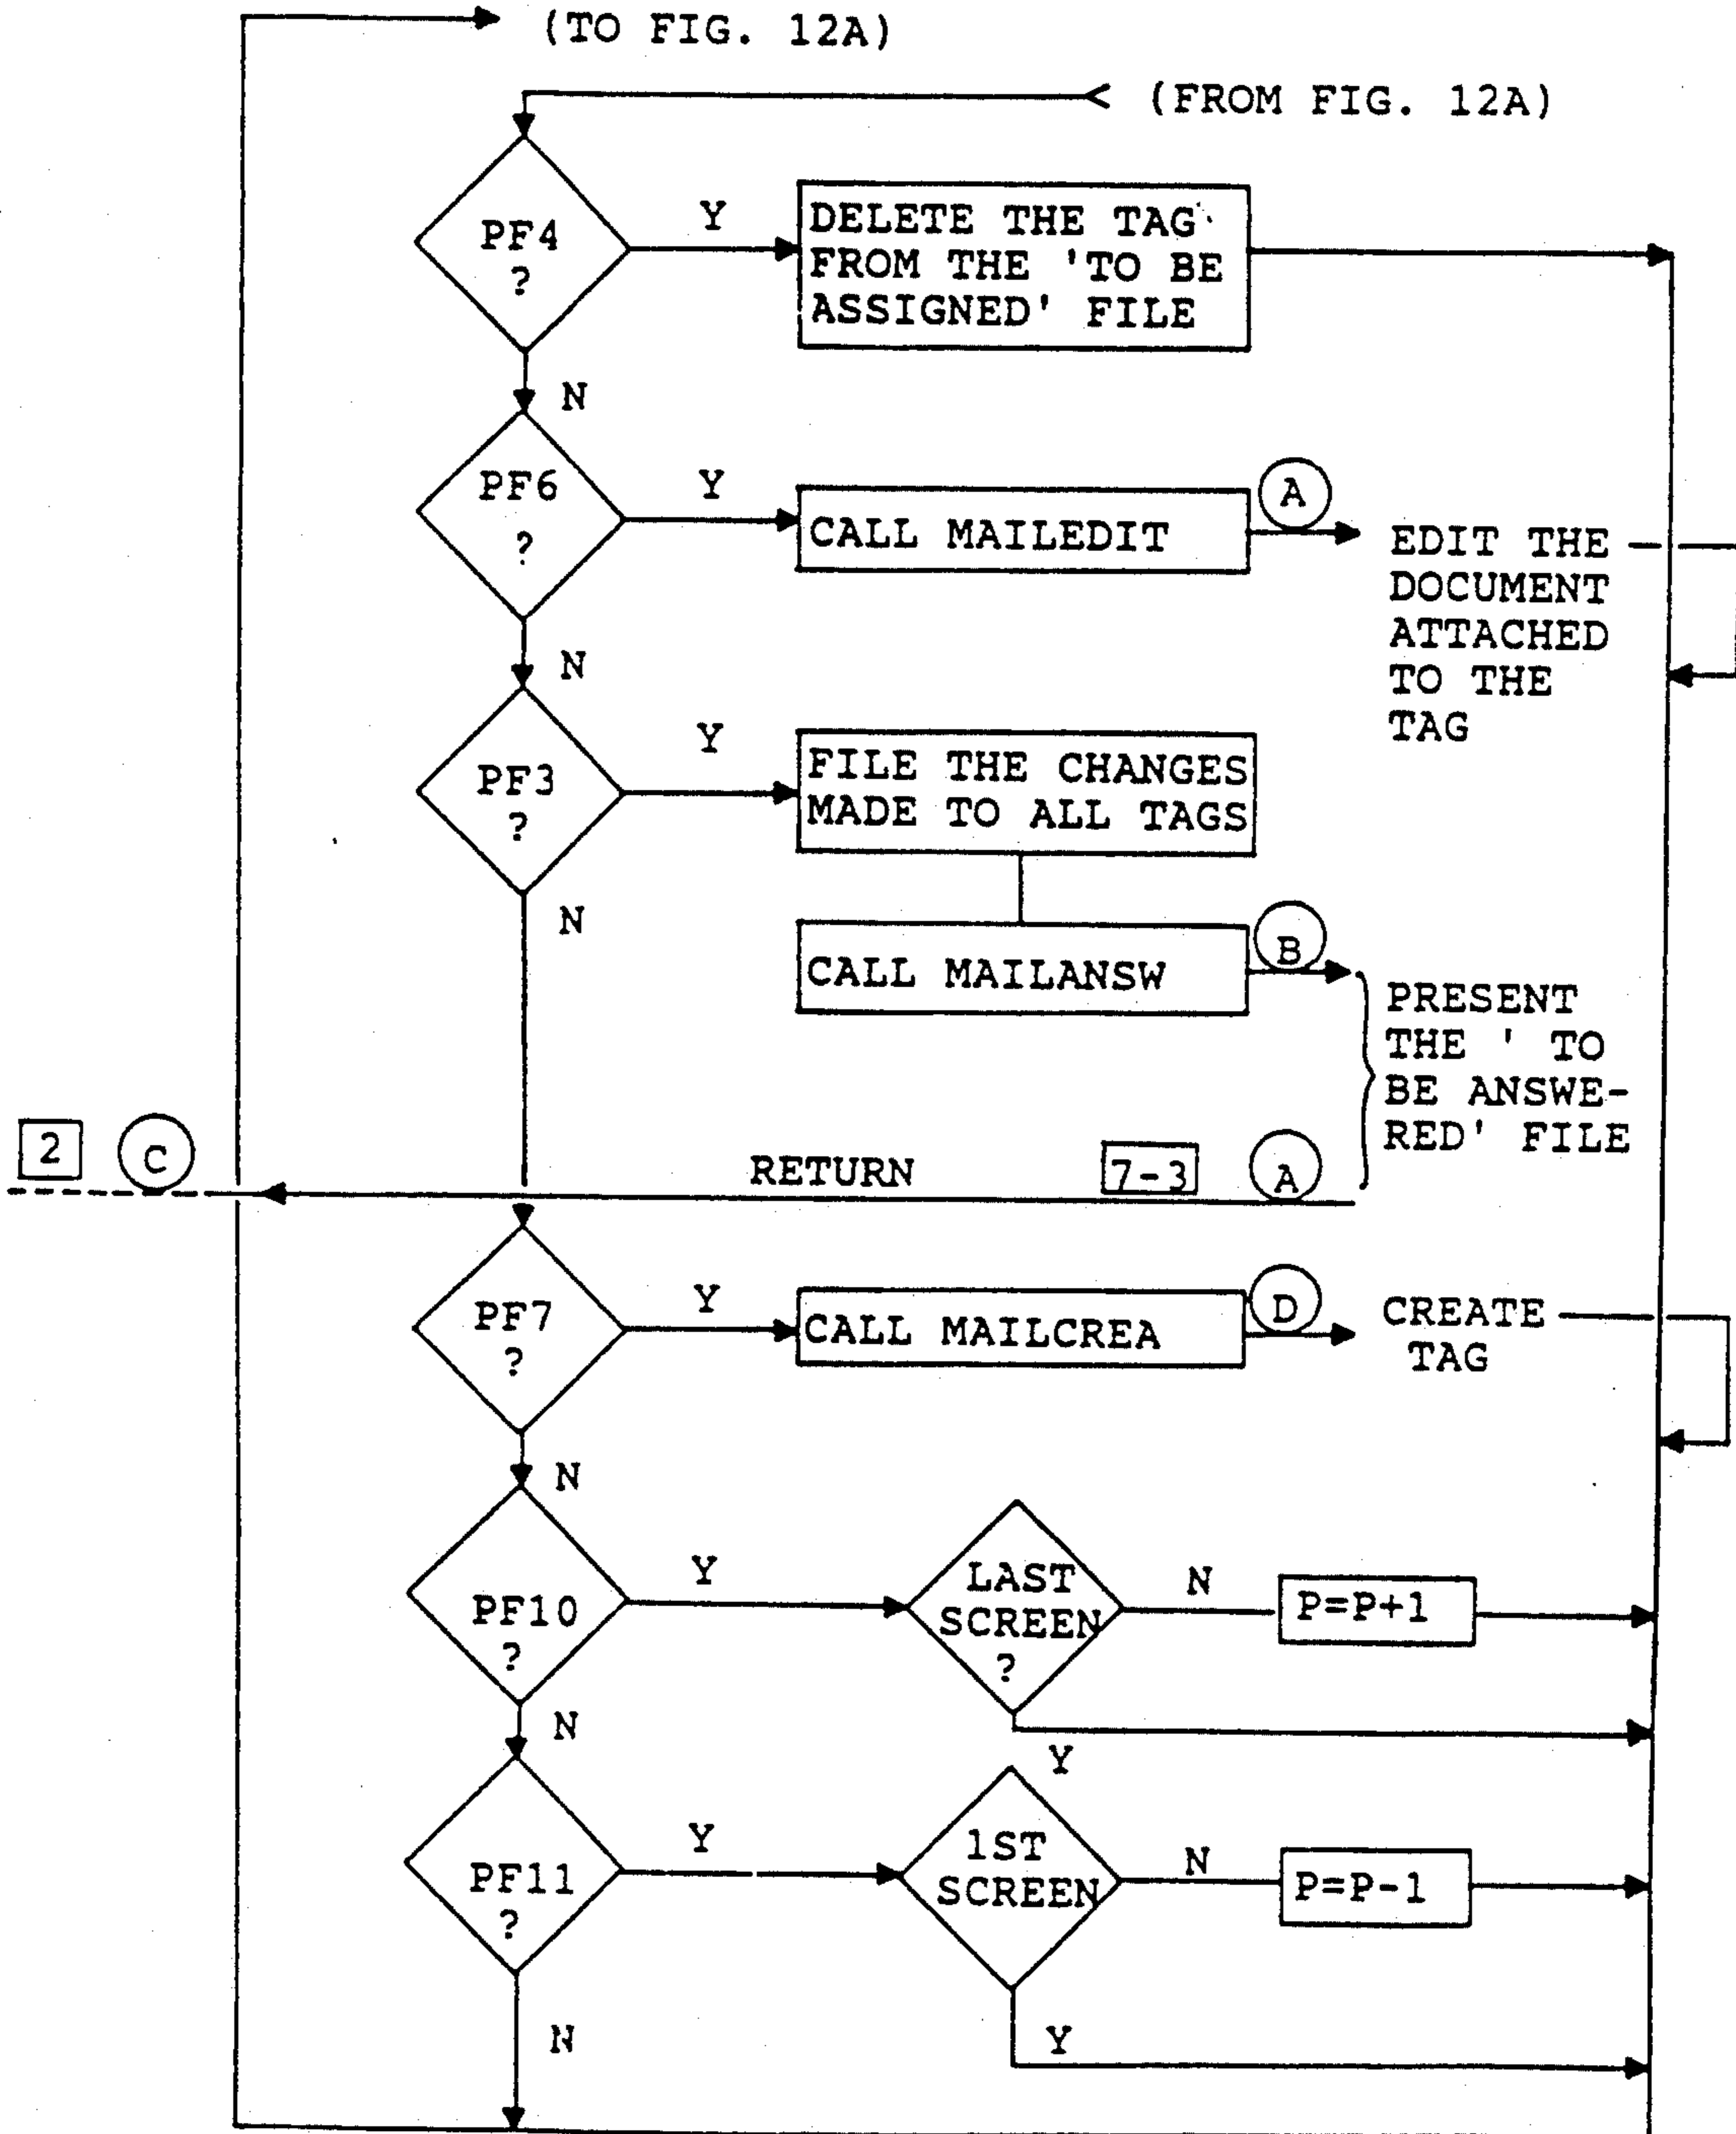 (TO FIG. 12A)
(FROM FIG. 12A)
PF4
?
Y
DELETE THE TAG
FROM THE 'TO BE
ASSIGNED' FILE
N
PF6
?
Y
CALL MAILEDIT
A
EDIT THE
DOCUMENT
ATTACHED
TO THE
TAG
N
PF3
?
Y
FILE THE CHANGES
MADE TO ALL TAGS
N
CALL MAILANSW
B
PRESENT
THE ' TO
BE ANSWE-
RED' FILE
2
C
RETURN
7-3
A
PF7
?
Y
CALL MAILCREA
D
CREATE
TAG
N
PF10
?
Y
LAST
SCREEN
?
N
P=P+1
Y
N
PF11
?
Y
1ST
SCREEN
N
P=P-1
Y
N